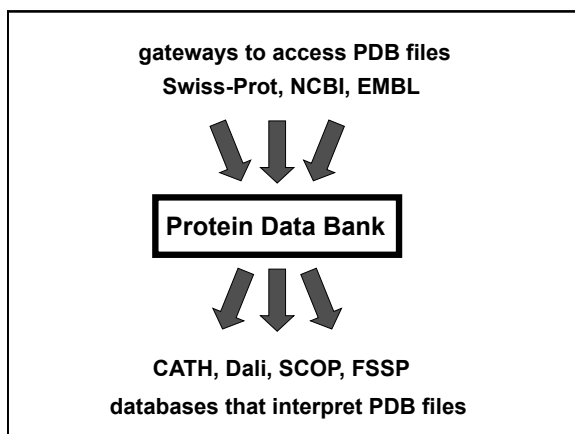 gateways to access PDB files
Swiss-Prot, NCBI, EMBL
Protein Data Bank
CATH, Dali, SCOP, FSSP
databases that interpret PDB files